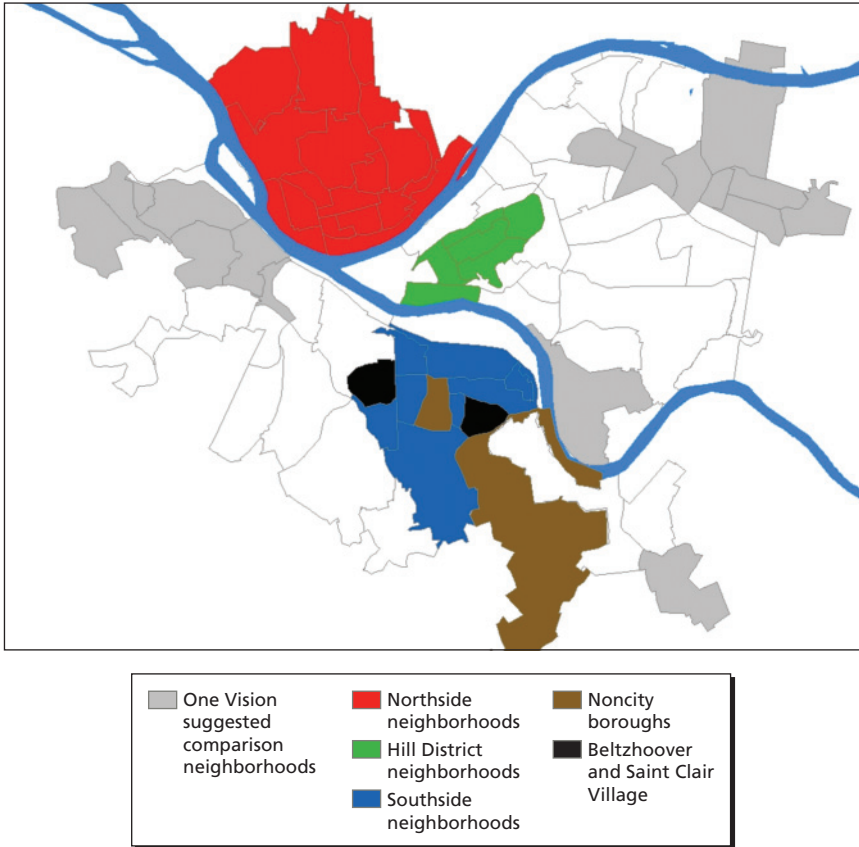 One Vision
suggested
comparison
neighborhoods
Northside
neighborhoods
Hill District
neighborhoods
Southside
neighborhoods
Noncity
boroughs
Beltzhoover
and Saint Clair
Village